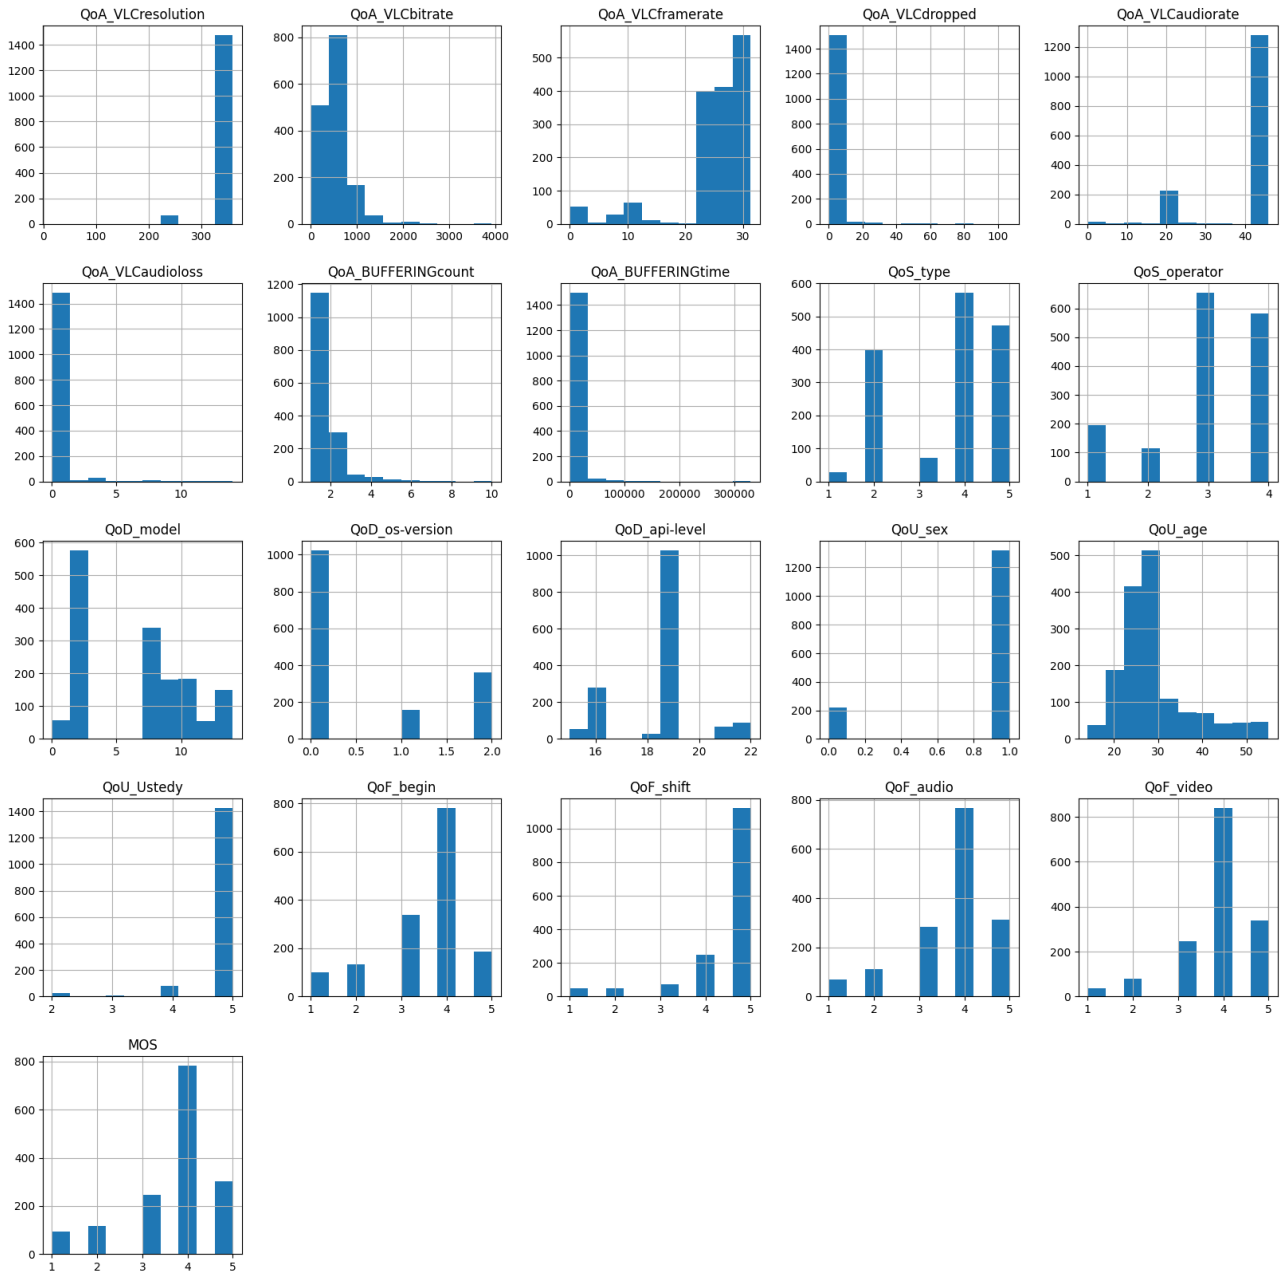 QoA_VLCresolution QoA_VLCbitrate QoA_VLCframerate QoA_VLCdropped QoA_VLCaudiorate
1400 1200 1000 800 600 400 200 0
0 100 200 300
800 600 400 200 0
0 1000 2000 3000 4000
500 400 300 200 100 0
0 10 20 30
1400 1200 1000 800 600 400 200 0
0 20 40 60 80 100
1200 1000 800 600 400 200 0
0 20 40
QoA_VLCaudioloss QoA_BUFFERINGcount QoA_BUFFERINGtime QoS_type QoS_operator
1400 1200 1000 800 600 400 200 0
0 5 10
1200 1000 800 600 400 200 0
2 4 6 8 10
1400 1200 1000 800 600 400 200 0
0 100000 200000 300000
600 500 400 300 200 100 0
1 2 3 4 5
600 500 400 300 200 100 0
1 2 3 4
QoD_model QoD_os-version QoD_api-level QoU_sex QoU_age
600 500 400 300 200 100 0
0 5 10
1000 800 600 400 200 0
0.0 0.5 1.0 1.5 2.0
1000 800 600 400 200 0
16 18 20 22
1200 1000 800 600 400 200 0
0.0 0.2 0.4 0.6 0.8 1.0
500 400 300 200 100 0
20 30 40 50
QoU_Ustedy QoF_begin QoF_shift QoF_audio QoF_video
1400 1200 1000 800 600 400 200 0
2 3 4 5
800 600 400 200 0
1 2 3 4 5
1000 800 600 400 200 0
1 2 3 4 5
800 600 400 200 0
1 2 3 4 5
800 600 400 200 0
1 2 3 4 5
MOS
800 600 400 200 0
1 2 3 4 5